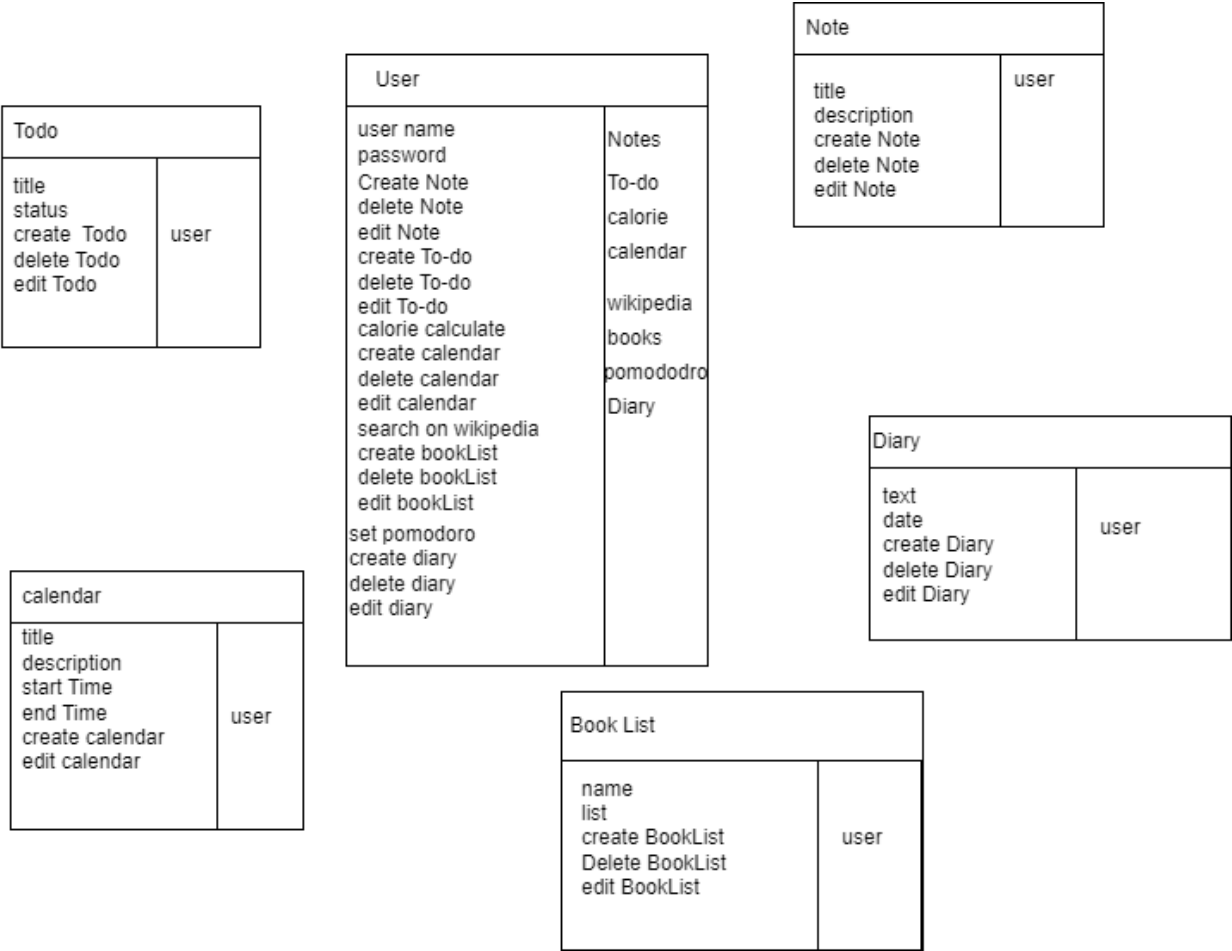 Note
title
description
create Note
delete Note
edit Note
user
User
user name
password
Create Note
delete Note
edit Note
create To-do
delete To-do
edit To-do
calorie calculate
create calendar
delete calendar
edit calendar
search on wikipedia
create bookList
delete bookList
edit bookList
set pomodoro
create diary
delete diary
edit diary
Notes
To-do
calorie
calendar
wikipedia
books
pomododro
Diary
Todo
title
status
create  Todo
delete Todo
edit Todo
user
Diary
text
date
create Diary
delete Diary
edit Diary
user
calendar
title
description
start Time
end Time
create calendar
edit calendar
user
Book List
name
list
create BookList
Delete BookList
edit BookList
user